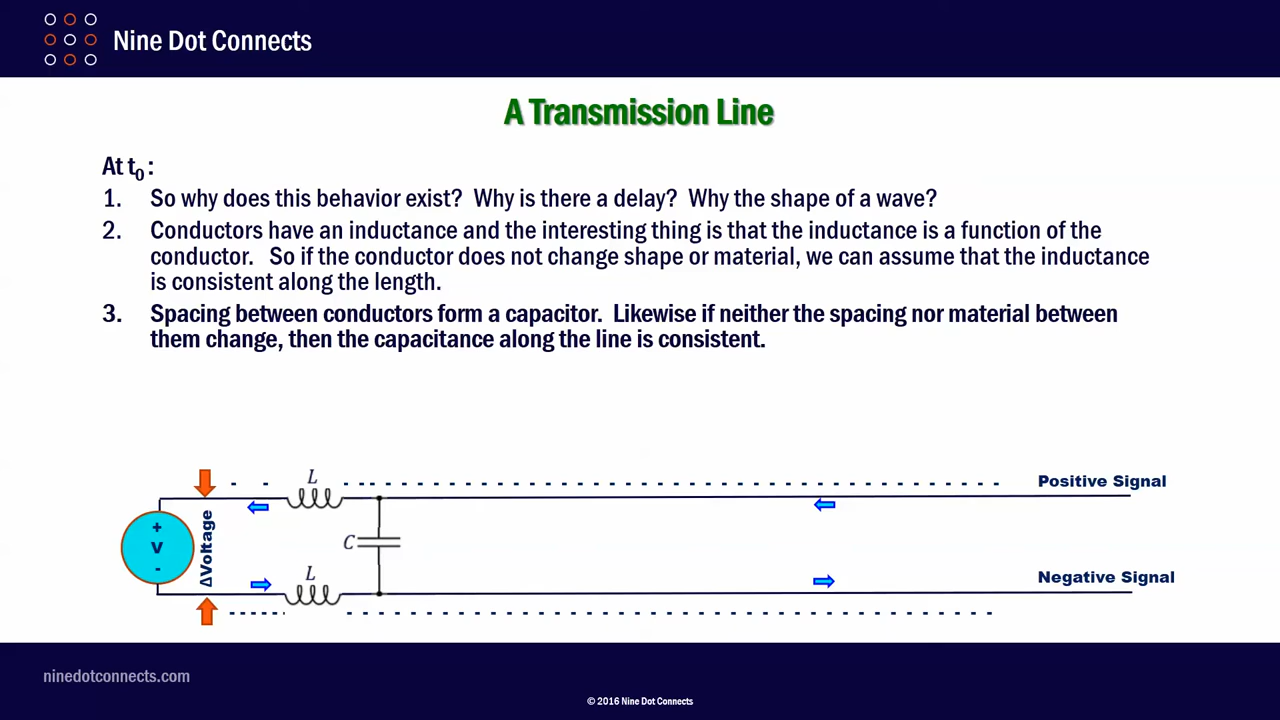 Nine Dot Connects
A Transmission Line
At t0 :
1. So why does this behavior exist? Why is there a delay? Why the shape of a wave?
2. Conductors have an inductance and the interesting thing is that the inductance is a function of the
conductor. So if the conductor does not change shape or material, we can assume that the inductance
is consistent along the length.
3. Spacing between conductors form a capacitor. Likewise if neither the spacing nor material between
them change, then the capacitance along the line is consistent.
L
Positive Signal
+
V
-
ΔVoltage
C
L
Negative Signal
ninedotconnects.com
© 2016 Nine Dot Connects